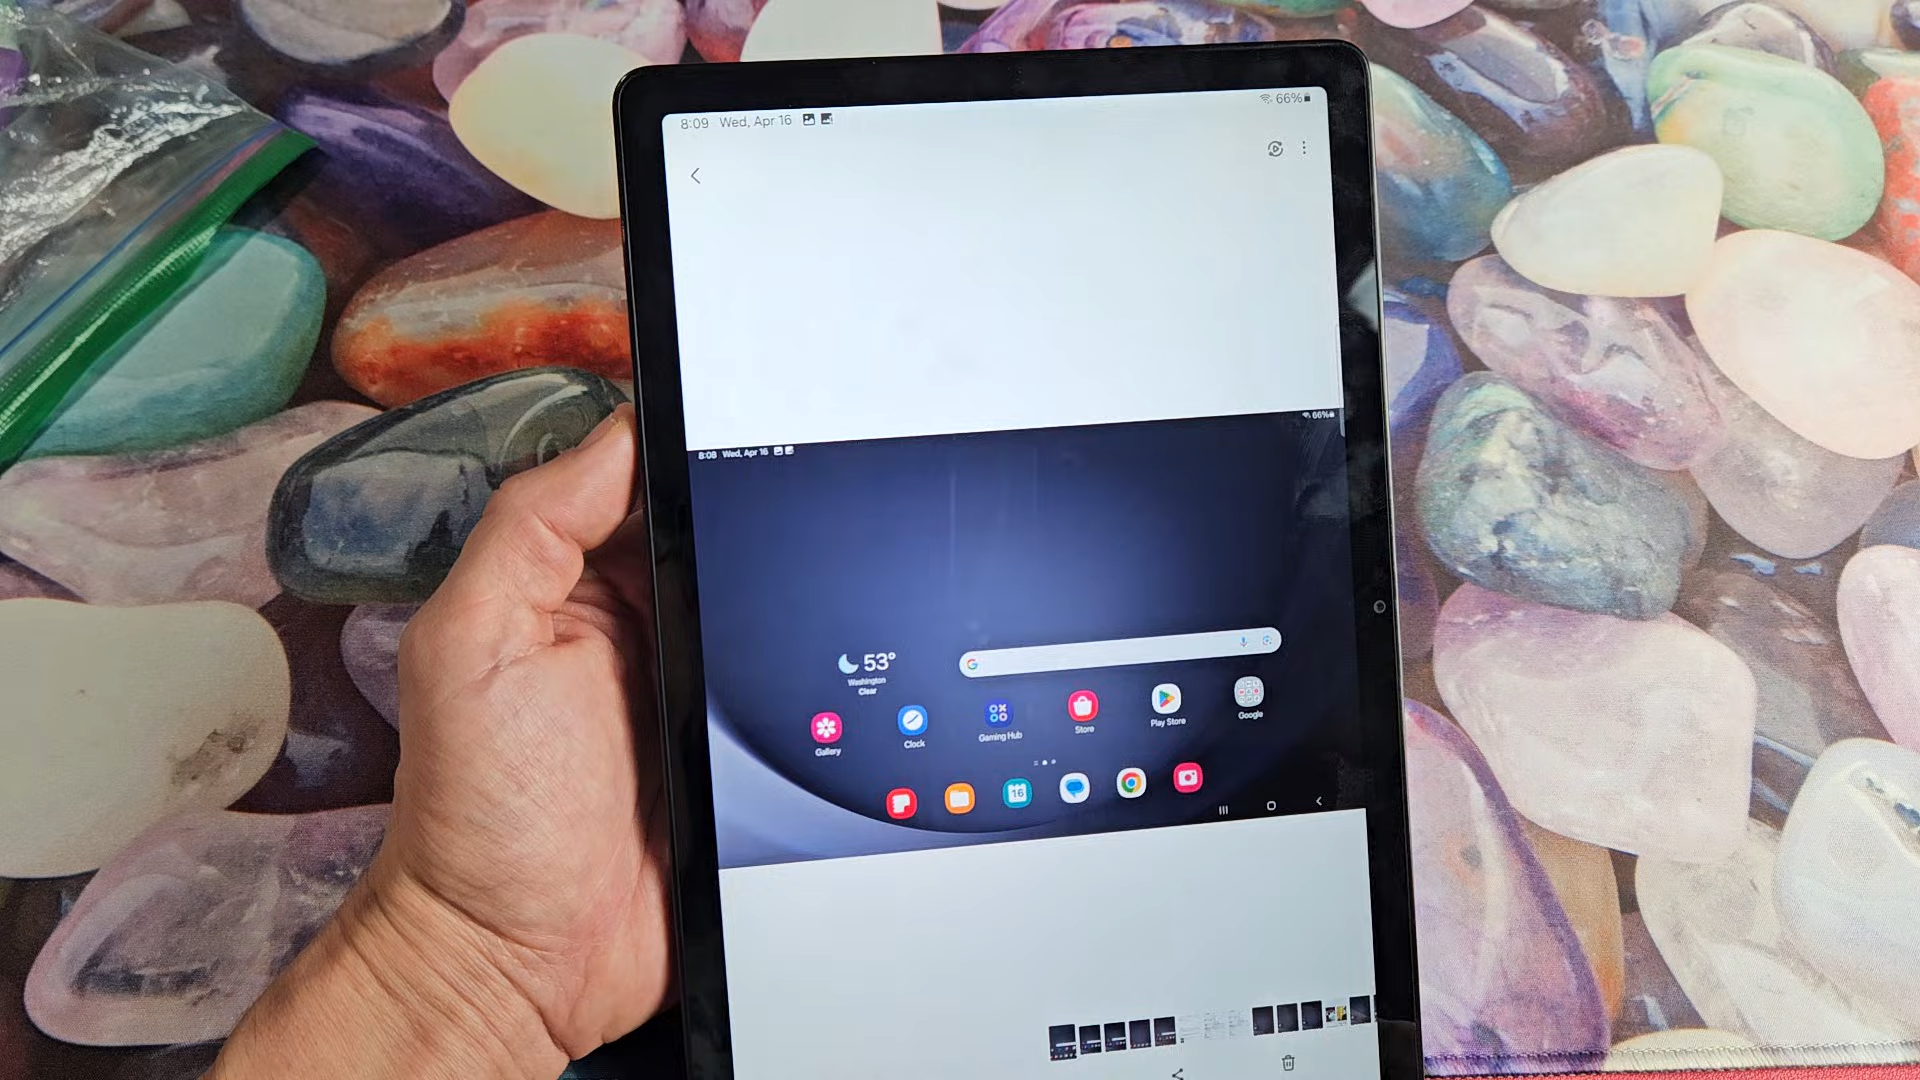 8:09 Wed, Apr 16
66%
8:08 Wed, Apr 16
66%
53°
Washington
Clear
Gallery
Clock
Gaming Hub
Store
Play Store
Google
16